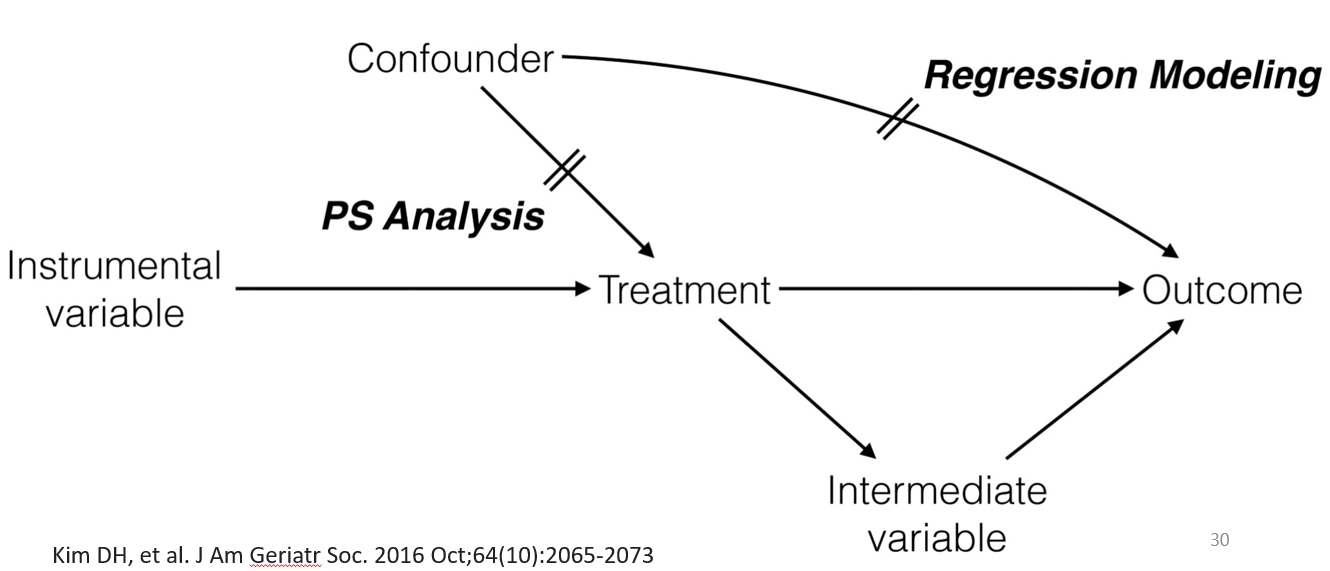 Confounder
Regression Modeling
PS Analysis
Instrumental
variable
Treatment
Outcome
Intermediate
variable
Kim DH, et al. J Am Geriatr Soc. 2016 Oct;64(10):2065-2073
30